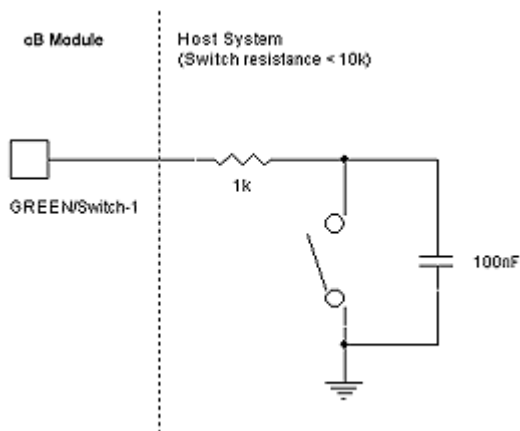 oB Module
Host System
(Switch resistance < 10k)
1k
GREEN/Switch-1
100nF